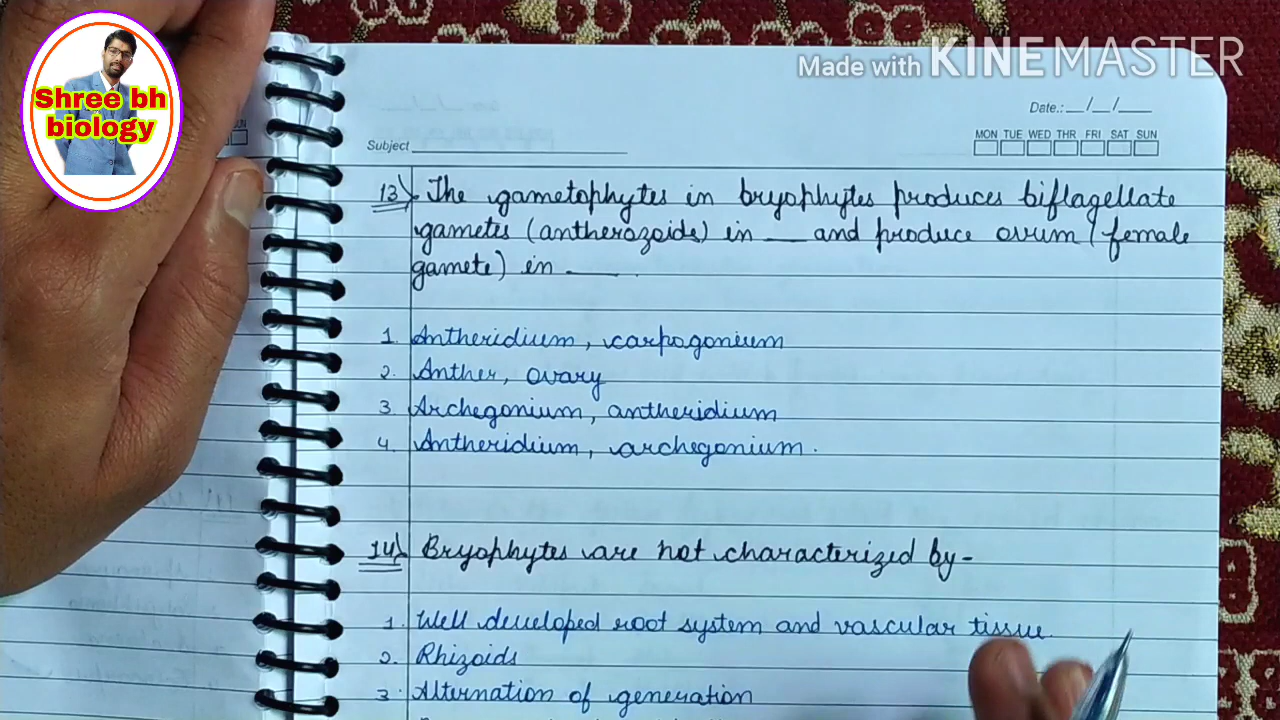 Shree bh
biology
Made with KINEMASTER
Date.: __/__/___
Subject
MON TUE WED THR FRI SAT SUN
13) The gametophytes in bryophytes produces biflagellate
gametes (antherozoids) in ___ and produce ovum (female
gamete) in ____.
1. Antheridium, carpogonium
2. Anther, ovary
3. Archegonium, antheridium
4. Antheridium, archegonium.
14) Bryophytes are not characterized by-
1. Well developed root system and vascular tissue.
2. Rhizoids
3. Alternation of generation